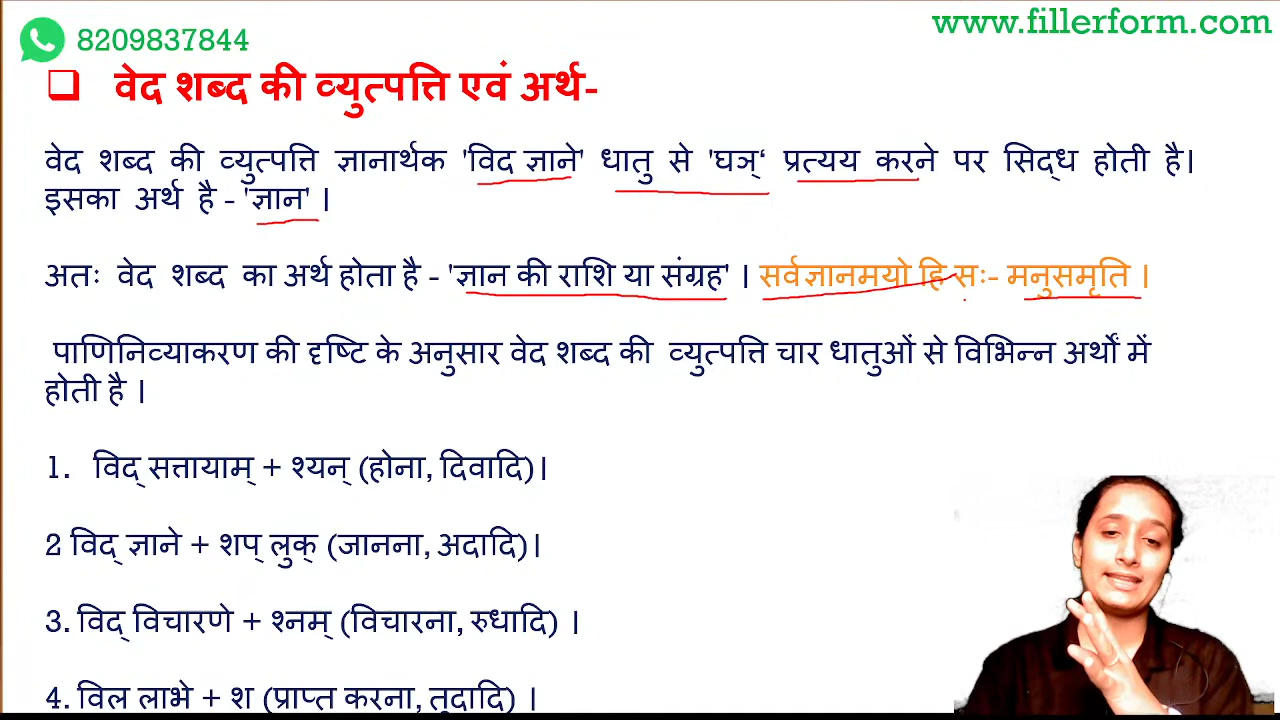 www.fillerform.com
8209837844
वेद शब्द की व्युत्पत्ति एवं अर्थ-
वेद शब्द की व्युत्पत्ति ज्ञानार्थक 'विद ज्ञाने' धातु से 'घञ्‘ प्रत्यय करने पर सिद्ध होती है।
इसका अर्थ है - 'ज्ञान' ।
अतः वेद शब्द का अर्थ होता है - 'ज्ञान की राशि या संग्रह' । सर्वज्ञानमयो हि सः- मनुसमृति ।
पाणिनिव्याकरण की दृष्टि के अनुसार वेद शब्द की व्युत्पत्ति चार धातुओं से विभिन्न अर्थों में
होती है ।
1. विद् सत्तायाम् + श्यन् (होना, दिवादि)।
2 विद् ज्ञाने + शप् लुक् (जानना, अदादि)।
3. विद् विचारणे + श्नम् (विचारना, रुधादि) ।
4. विल लाभे + श (प्राप्त करना, तुदादि) ।